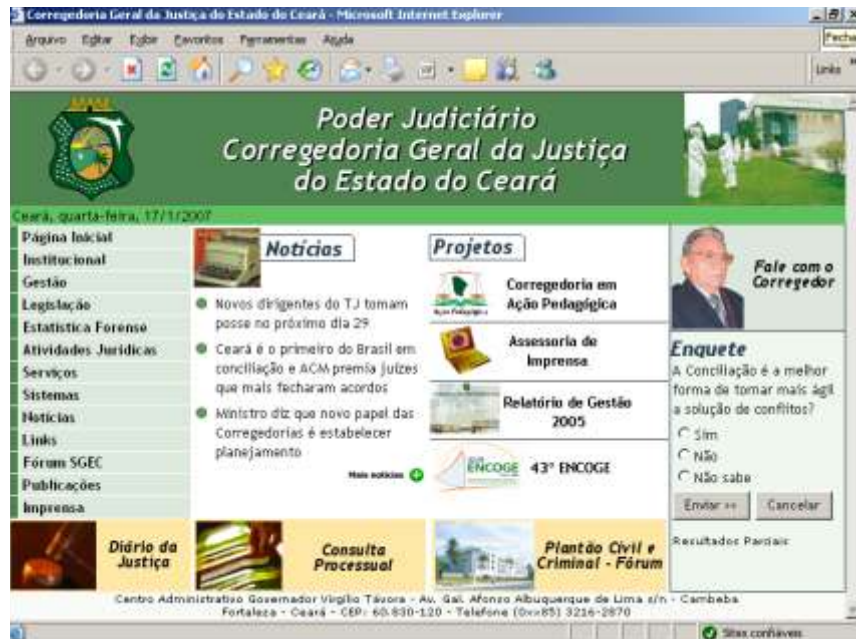 Corregedoria Geral da Justiça do Estado do Ceará - Microsoft Internet Explorer
Arquivo Editar Exibir Favoritos Ferramentas Ajuda
Fecha
Links
Poder Judiciário
Corregedoria Geral da Justiça
do Estado do Ceará
Ceará, quarta-feira, 17/1/2007
Página Inicial
Institucional
Gestão
Legislação
Estatística Forense
Atividades Jurídicas
Serviços
Sistemas
Notícias
Links
Fórum SGEC
Publicações
Imprensa
Notícias
Novos dirigentes do TJ tomam
posse no próximo dia 29
Ceará é o primeiro do Brasil em
conciliação e ACM premia juízes
que mais fecharam acordos
Ministro diz que novo papel das
Corregedorias é estabelecer
planejamento
Mais notícias
Projetos
Ação Pedagógica
Corregedoria em
Ação Pedagógica
Assessoria de
Imprensa
Relatório de Gestão
2005
ENCOGE
43º ENCOGE
Fale com o
Corregedor
Enquete
A Conciliação é a melhor
forma de tornar mais ágil
a solução de conflitos?
Sim
Não
Não sabe
Enviar >>
Cancelar
Resultados Parciais
Diário da
Justiça
Consulta
Processual
Plantão Civil e
Criminal - Fórum
Centro Administrativo Governador Virgílio Távora - Av. Gal. Afonso Albuquerque de Lima s/n - Cambeba
Fortaleza - Ceará - CEP: 60.830-120 - Telefone (0xx85) 3216-2870
Sites confiáveis